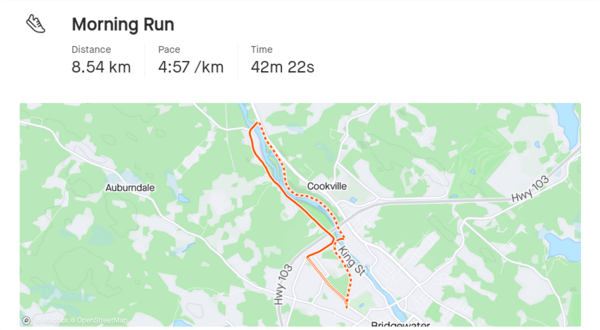 Morning Run
Distance Pace Time
8.54 km 4:57 /km 42m 22s
Cookville
Auburndale
Hwy 103
King St
Hwy 103
Bridgewater
© OpenStreetMap